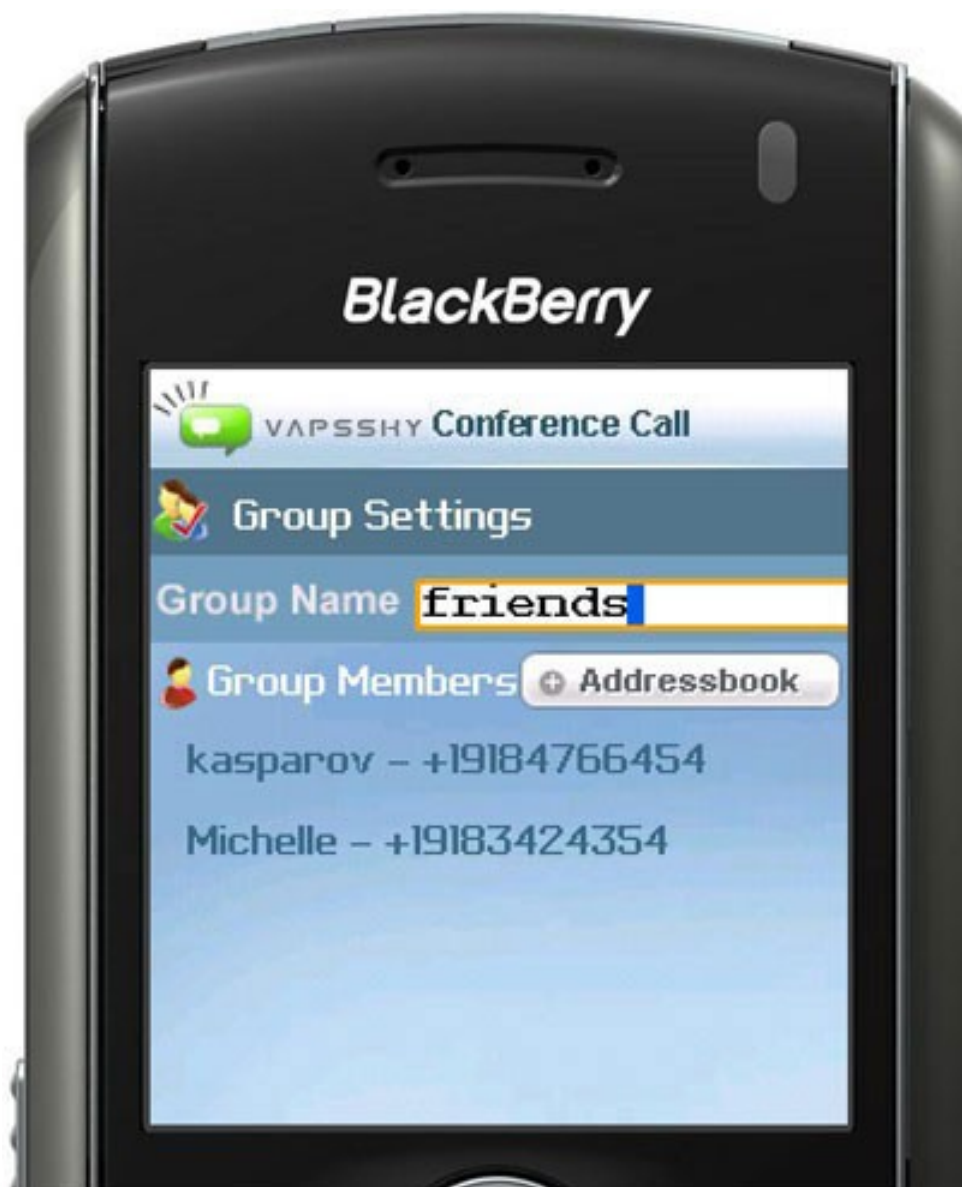 BlackBerry
VAPSSHY Conference Call
Group Settings
Group Name friends
Group Members Addressbook
kasparov - +19184766454
Michelle - +19183424354